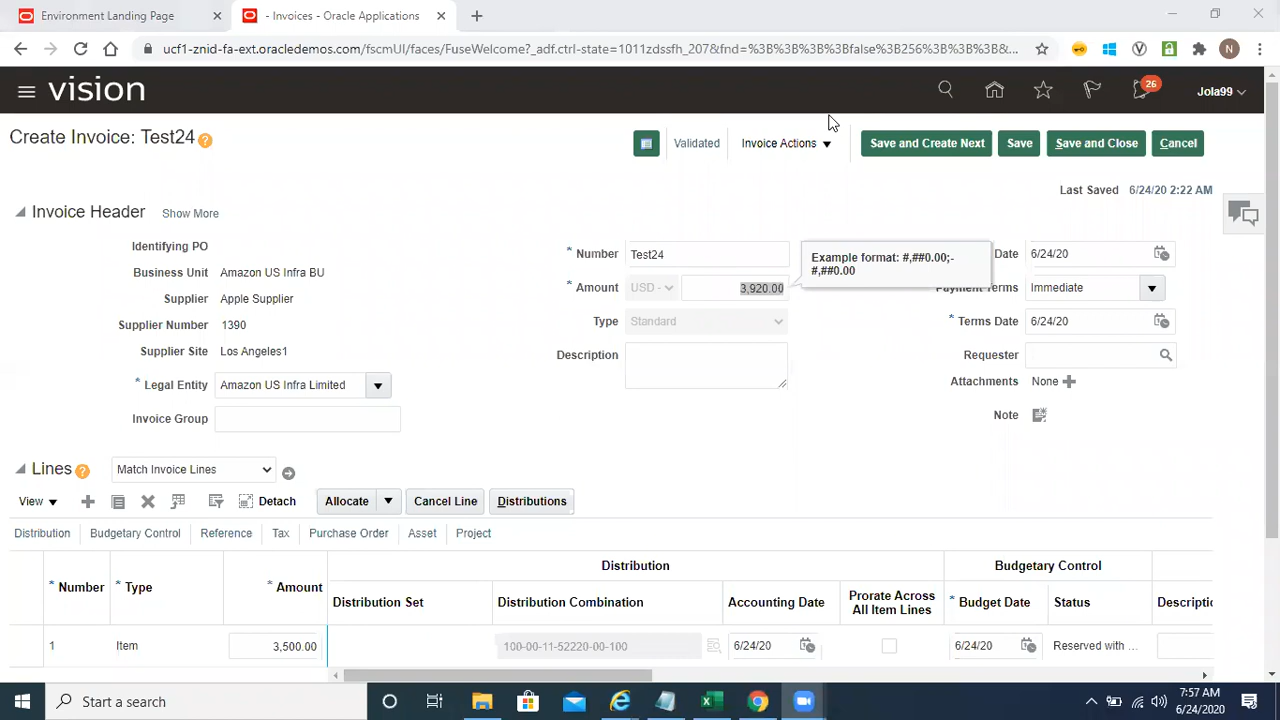 Environment Landing Page
- Invoices - Oracle Applications
ucf1-znid-fa-ext.oracledemos.com/fscmUI/faces/FuseWelcome?_adf.ctrl-state=1011zdssfh_207&fnd=%3B%3B%3B%3Bfalse%3B256%3B%3B%3B&...
N
vision
26
Jola99
Create Invoice: Test24
Validated
Invoice Actions
Save and Create Next
Save
Save and Close
Cancel
Last Saved 6/24/20 2:22 AM
Invoice Header Show More
Identifying PO
Business Unit Amazon US Infra BU
Supplier Apple Supplier
Supplier Number 1390
Supplier Site Los Angeles1
* Legal Entity Amazon US Infra Limited
Invoice Group
* Number Test24
* Amount USD - 3,920.00
Type Standard
Description
Example format: #,##0.00;-
#,##0.00
Date 6/24/20
Payment Terms Immediate
* Terms Date 6/24/20
Requester
Attachments None
Note
Lines Match Invoice Lines
View Detach Allocate Cancel Line Distributions
Distribution Budgetary Control Reference Tax Purchase Order Asset Project
Distribution Budgetary Control
* Number * Type * Amount Distribution Set Distribution Combination Accounting Date Prorate Across
All Item Lines * Budget Date Status Descriptic
1 Item 3,500.00 100-00-11-52220-00-100 6/24/20 6/24/20 Reserved with ...
Start a search
7:57 AM
6/24/2020